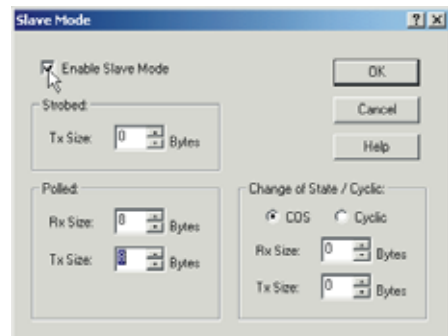 Slave Mode
Enable Slave Mode
OK
Cancel
Help
Strobed:
Tx Size: 0 Bytes
Polled:
Rx Size: 8 Bytes
Tx Size: 8 Bytes
Change of State / Cyclic:
COS Cyclic
Rx Size: 0 Bytes
Tx Size: 0 Bytes